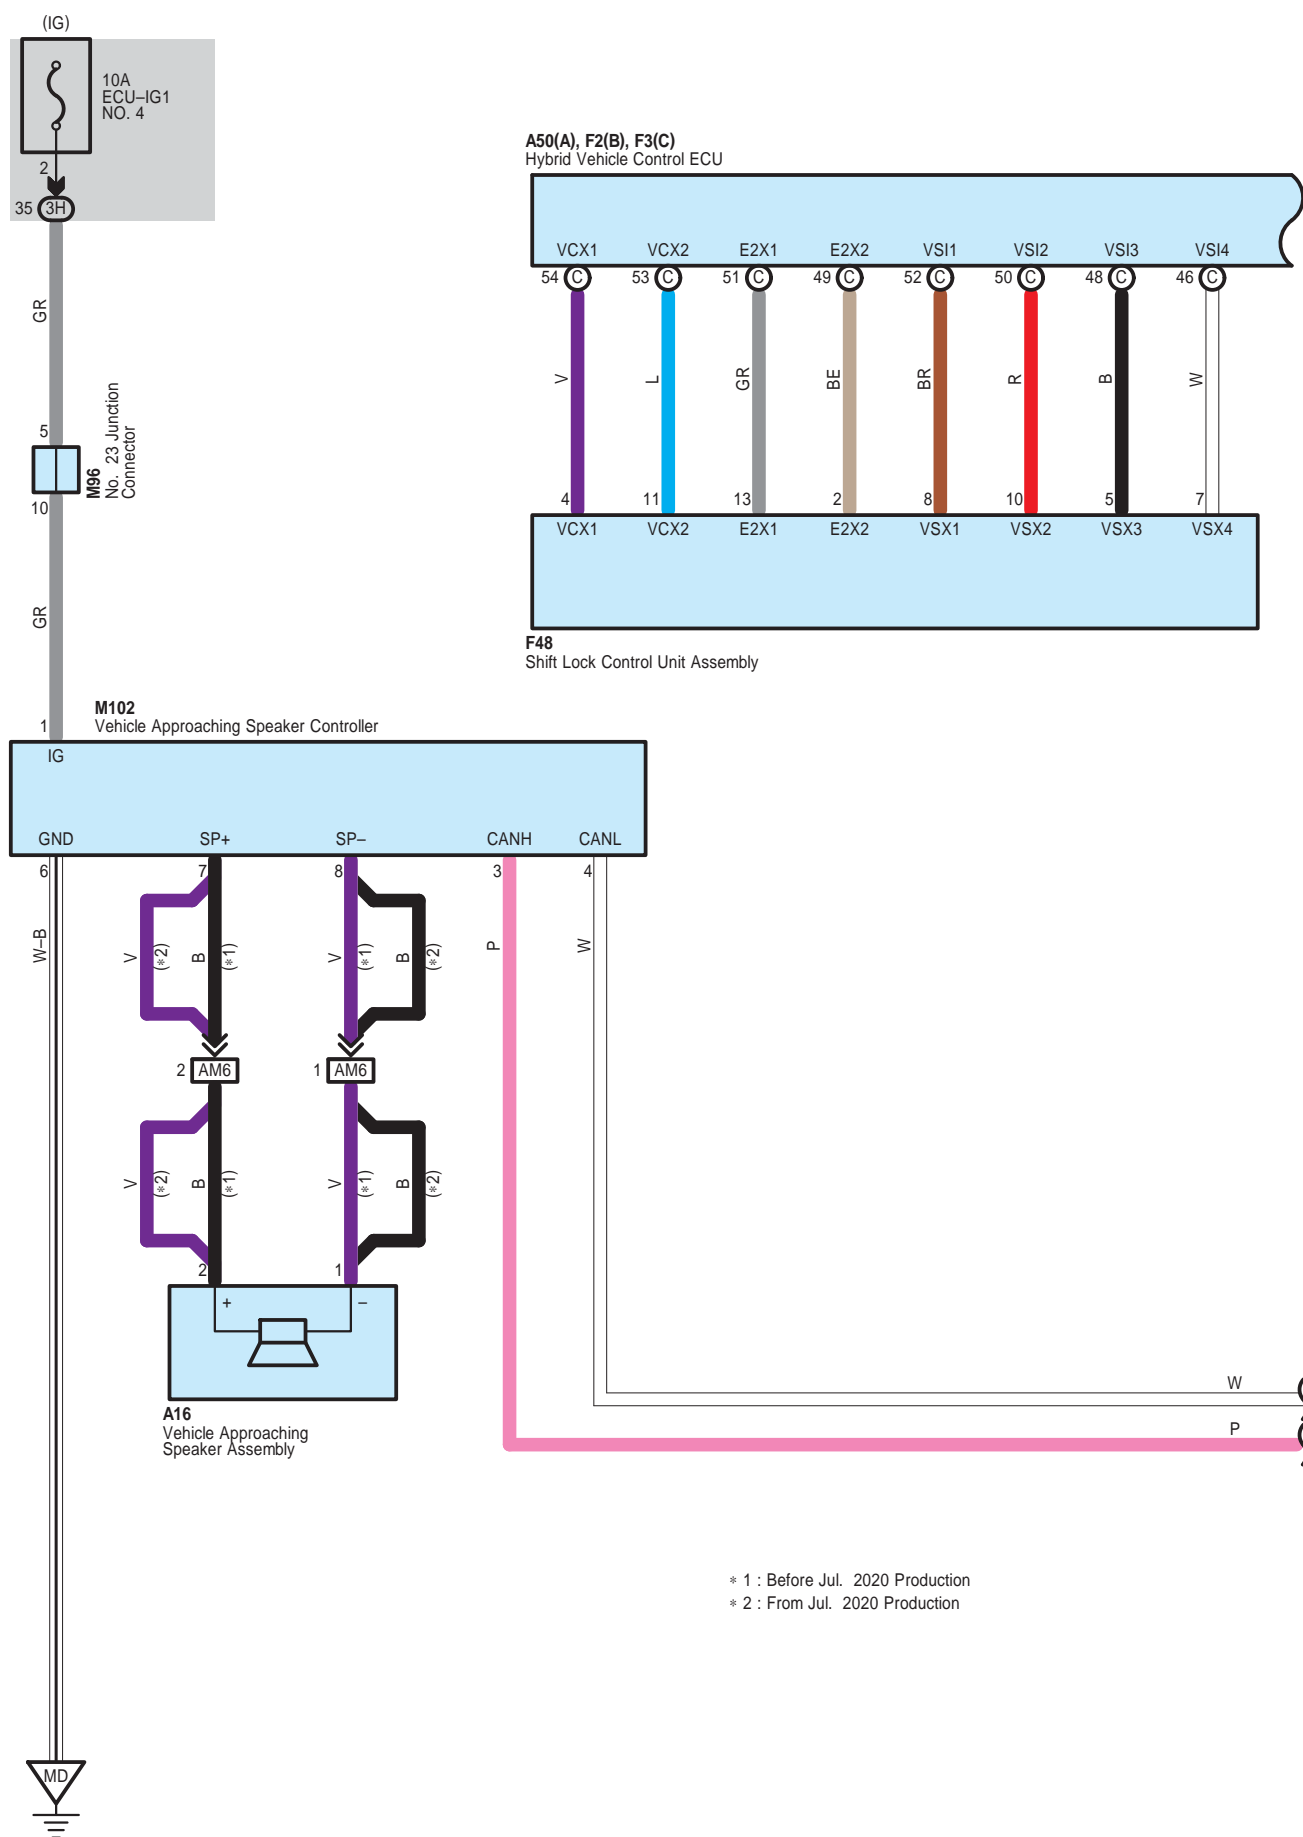 (IG)
10A
ECU–IG1
NO. 4
2
35 3H
GR
5
M96
No. 23 Junction
Connector
10
GR
A50(A), F2(B), F3(C)
Hybrid Vehicle Control ECU
VCX1 VCX2 E2X1 E2X2 VSI1 VSI2 VSI3 VSI4
54 C 53 C 51 C 49 C 52 C 50 C 48 C 46 C
V L GR BE BR R B W
4 11 13 2 8 10 5 7
VCX1 VCX2 E2X1 E2X2 VSX1 VSX2 VSX3 VSX4
F48
Shift Lock Control Unit Assembly
M102
Vehicle Approaching Speaker Controller
1
IG
GND SP+ SP– CANH CANL
6 7 8 3 4
W–B V (*2) B (*1) V (*1) B (*2) P W
2 AM6 1 AM6
V (*2) B (*1) V (*1) B (*2)
2 1
+ –
A16
Vehicle Approaching
Speaker Assembly
W
P
* 1 : Before Jul. 2020 Production
* 2 : From Jul. 2020 Production
MD